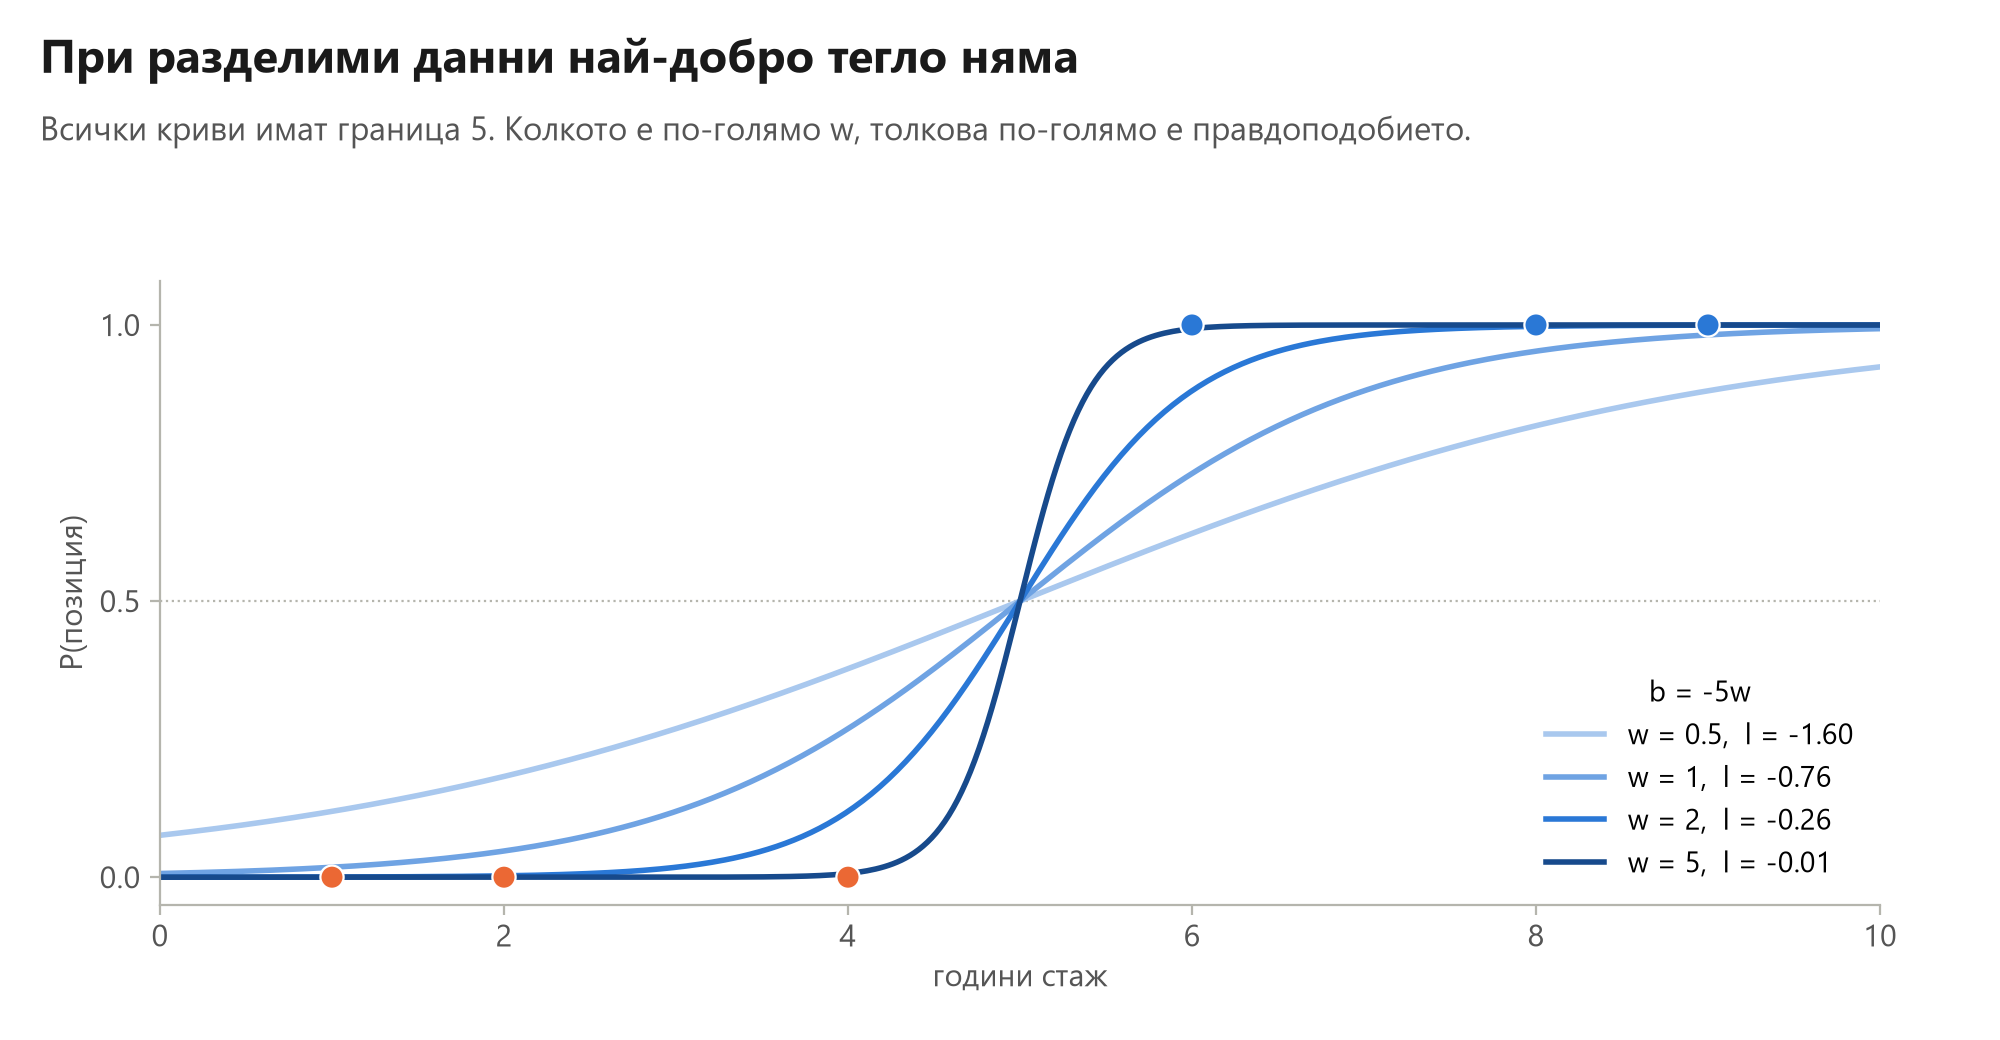 При разделими данни най-добро тегло няма
Всички криви имат граница 5. Колкото е по-голямо w, толкова по-голямо е правдоподобието.
1.0
0.5
0.0
P(позиция)
b = -5w
w = 0.5, l = -1.60
w = 1, l = -0.76
w = 2, l = -0.26
w = 5, l = -0.01
0 2 4 6 8 10
години стаж